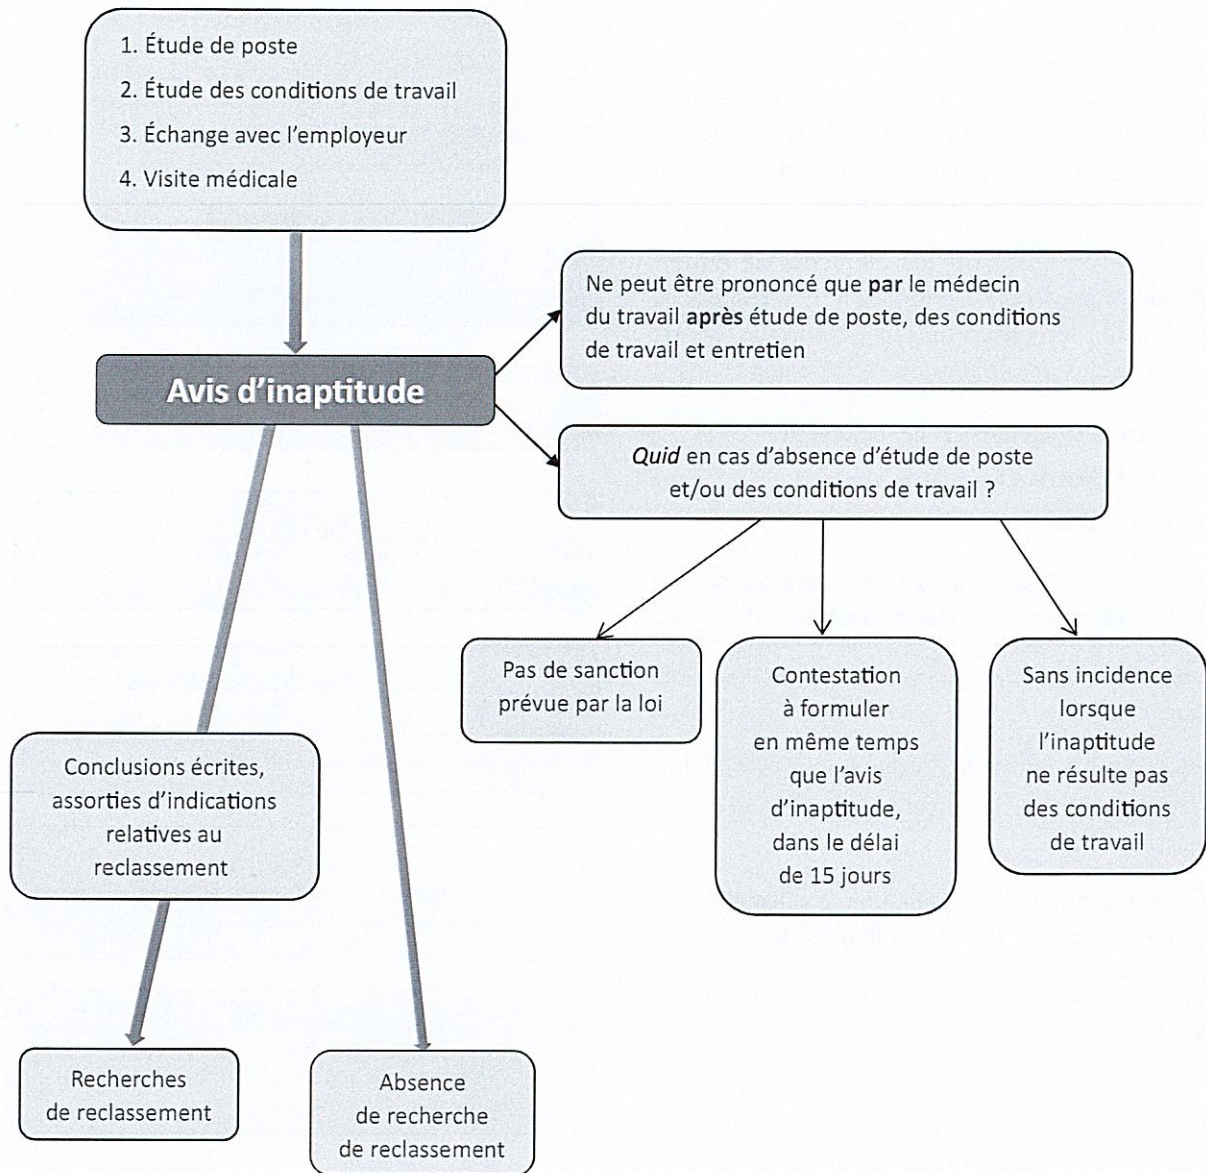 1. Étude de poste
2. Étude des conditions de travail
3. Échange avec l'employeur
4. Visite médicale
Ne peut être prononcé que par le médecin
du travail après étude de poste, des conditions
de travail et entretien
Avis d'inaptitude
Quid en cas d'absence d'étude de poste
et/ou des conditions de travail ?
Pas de sanction
prévue par la loi
Contestation
à formuler
en même temps
que l'avis
d'inaptitude,
dans le délai
de 15 jours
Sans incidence
lorsque
l'inaptitude
ne résulte pas
des conditions
de travail
Conclusions écrites,
assorties d'indications
relatives au
reclassement
Recherches
de reclassement
Absence
de recherche
de reclassement